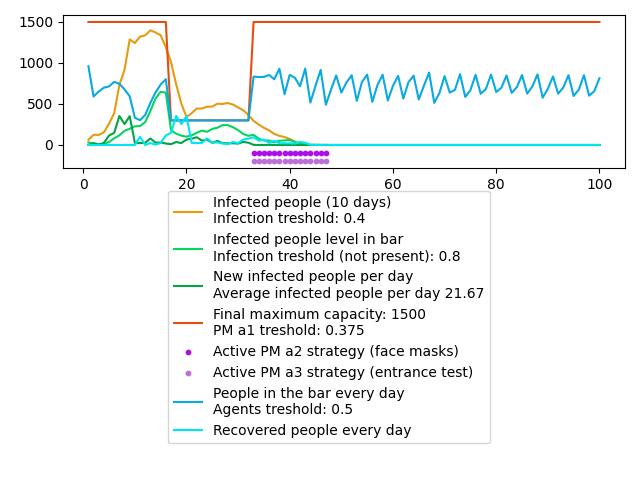 1500
1000
500
0
0 20 40 60 80 100
Infected people (10 days)
Infection treshold: 0.4
Infected people level in bar
Infection treshold (not present): 0.8
New infected people per day
Average infected people per day 21.67
Final maximum capacity: 1500
PM a1 treshold: 0.375
Active PM a2 strategy (face masks)
Active PM a3 strategy (entrance test)
People in the bar every day
Agents treshold: 0.5
Recovered people every day